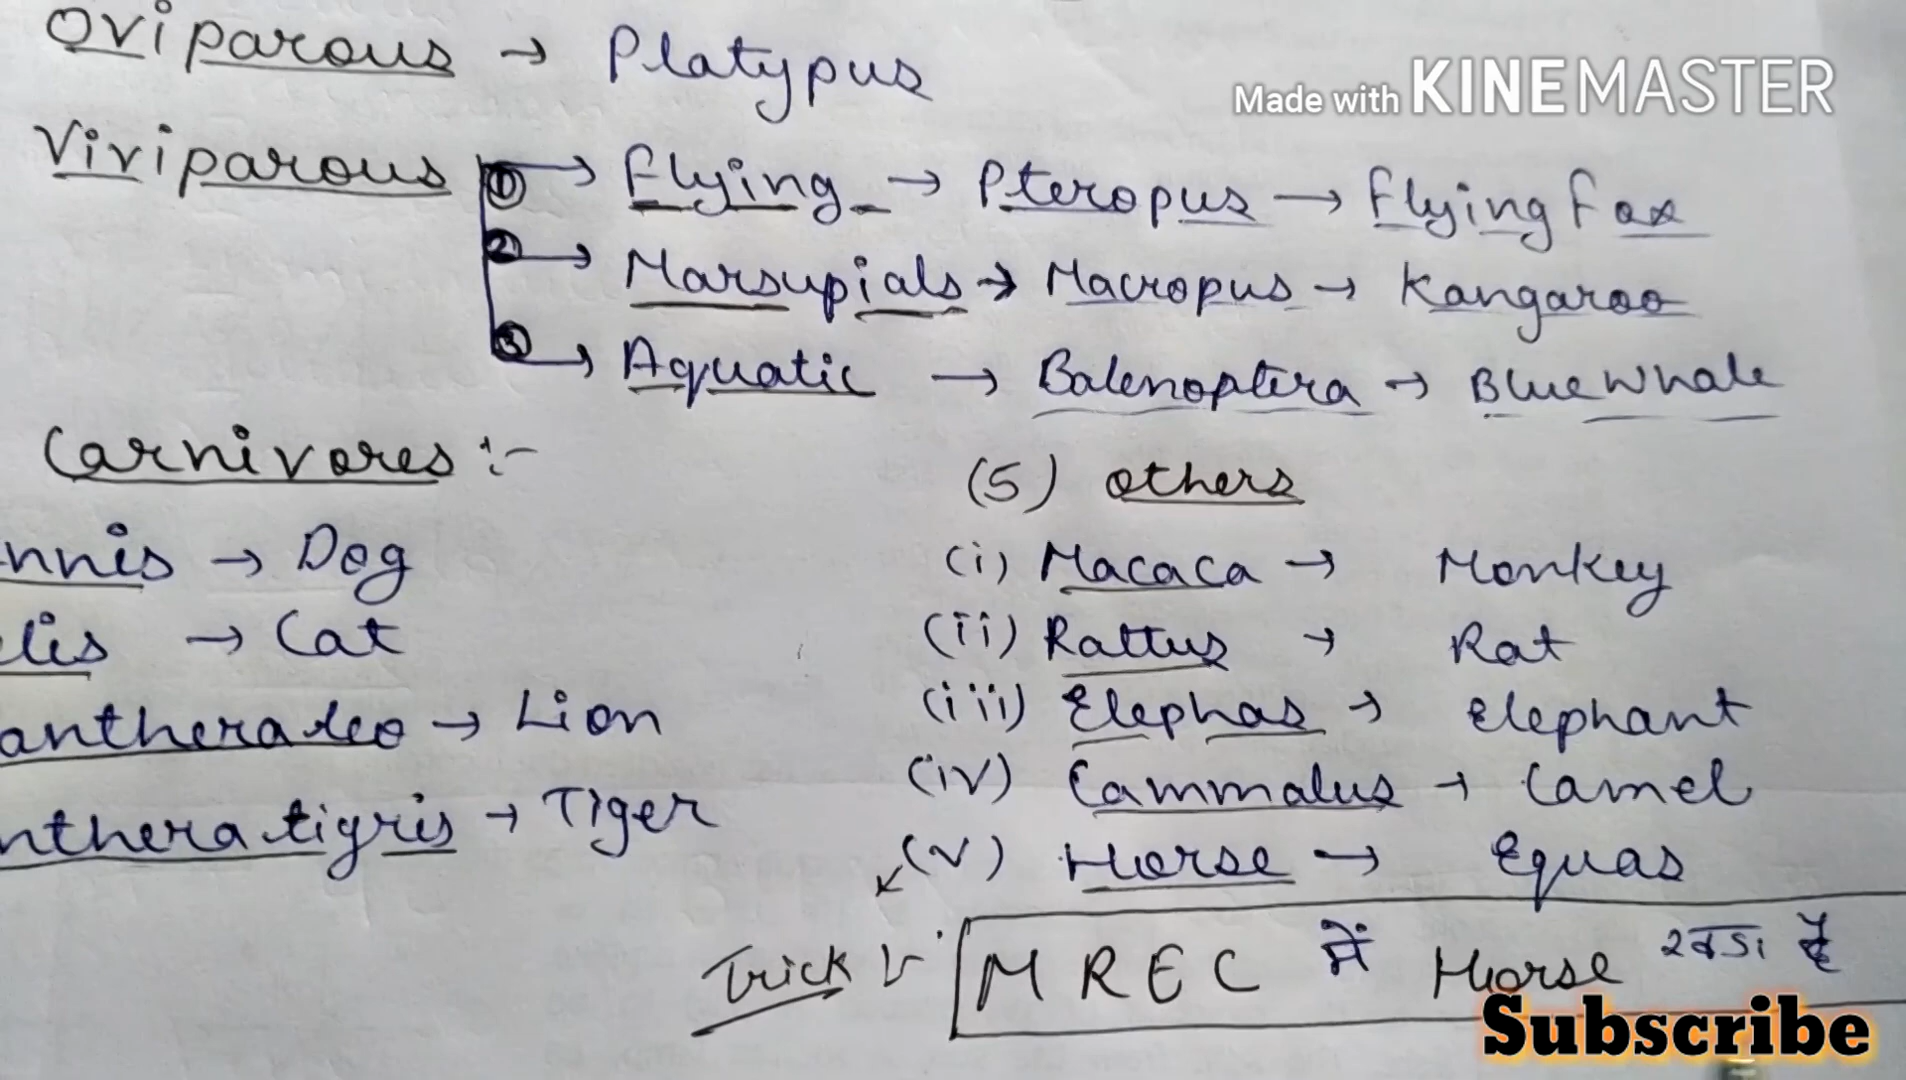 Oviparous → Platypus
Made with KINEMASTER
Viviparous ① → Flying → Pteropus → Flying Fox
② → Marsupials → Macropus → Kangaroo
③ → Aquatic → Balenoptera → Blue Whale
Carnivores :-
nnis → Dog
elis → Cat
anthera leo → Lion
nthera tigris → Tiger
(5) others
(i) Macaca → Monkey
(ii) Rattus → Rat
(iii) Elephas → Elephant
(iv) Cammalus → Camel
(v) Horse → Equas
Trick :- MREC में Horse खड़ा है
Subscribe